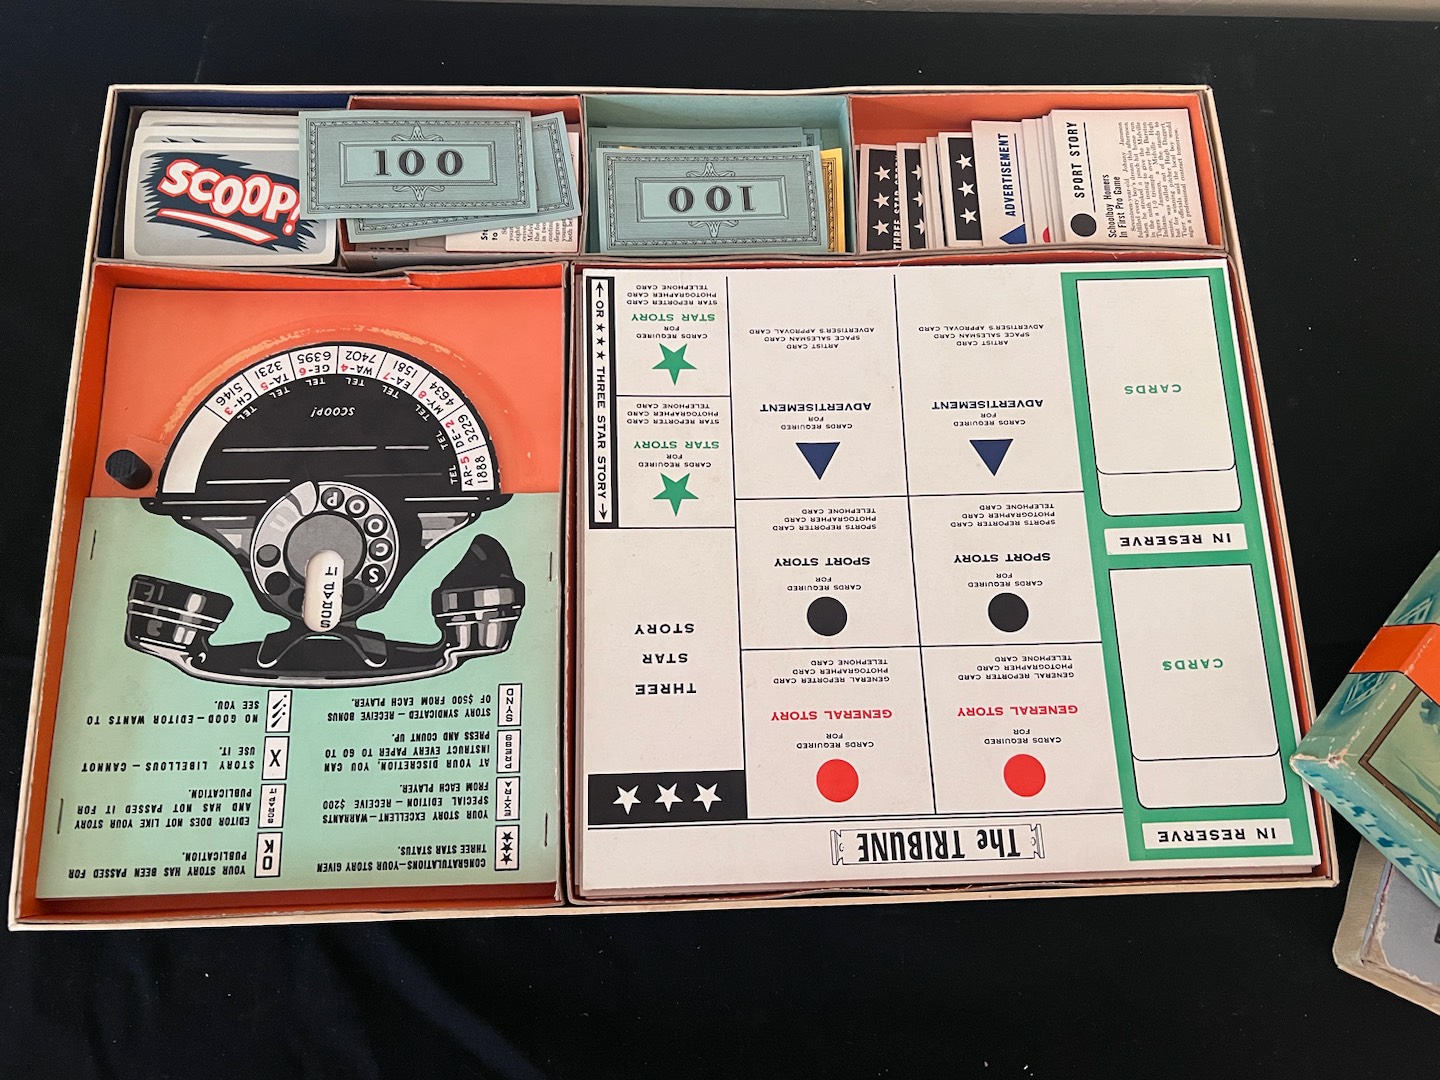 SCOOP!
100
100
THREE STAR
ADVERTISEMENT
SPORT STORY
Schoolboy Homers
In First Pro Game
SCOOP!
TEL
CH-3
5146
TEL
TA-5
3231
TEL
GE-6
6395
TEL
WA-4
7402
TEL
EA-7
1581
TEL
MY-8
4634
TEL
DE-2
3229
TEL
AR-5
1888
SCOOP
OK
YOUR STORY HAS BEEN PASSED FOR
PUBLICATION.
EDITOR DOES NOT LIKE YOUR STORY
AND HAS NOT PASSED IT FOR
PUBLICATION.
X
STORY LIBELLOUS — CANNOT
USE IT.
NO GOOD — EDITOR WANTS TO
SEE YOU.
CONGRATULATIONS—YOUR STORY GIVEN
THREE STAR STATUS.
YOUR STORY EXCELLENT — WARRANTS
SPECIAL EDITION — RECEIVE $200
FROM EACH PLAYER.
PRESS
AT YOUR DISCRETION, YOU CAN
INSTRUCT EVERY PAPER TO GO TO
PRESS AND COUNT UP.
SYND
STORY SYNDICATED — RECEIVE BONUS
OF $500 FROM EACH PLAYER.
The TRIBUNE
IN RESERVE
CARDS
IN RESERVE
CARDS
CARDS REQUIRED
FOR
GENERAL STORY
GENERAL REPORTER CARD
PHOTOGRAPHER CARD
TELEPHONE CARD
CARDS REQUIRED
FOR
GENERAL STORY
GENERAL REPORTER CARD
PHOTOGRAPHER CARD
TELEPHONE CARD
THREE
STAR
STORY
CARDS REQUIRED
FOR
SPORT STORY
SPORTS REPORTER CARD
PHOTOGRAPHER CARD
TELEPHONE CARD
CARDS REQUIRED
FOR
SPORT STORY
SPORTS REPORTER CARD
PHOTOGRAPHER CARD
TELEPHONE CARD
CARDS REQUIRED
FOR
ADVERTISEMENT
ARTIST CARD
SPACE SALESMAN CARD
ADVERTISER'S APPROVAL CARD
CARDS REQUIRED
FOR
ADVERTISEMENT
ARTIST CARD
SPACE SALESMAN CARD
ADVERTISER'S APPROVAL CARD
CARDS REQUIRED
FOR
STAR STORY
STAR REPORTER CARD
PHOTOGRAPHER CARD
TELEPHONE CARD
CARDS REQUIRED
FOR
STAR STORY
STAR REPORTER CARD
PHOTOGRAPHER CARD
TELEPHONE CARD
←OR ★★★ THREE STAR STORY→